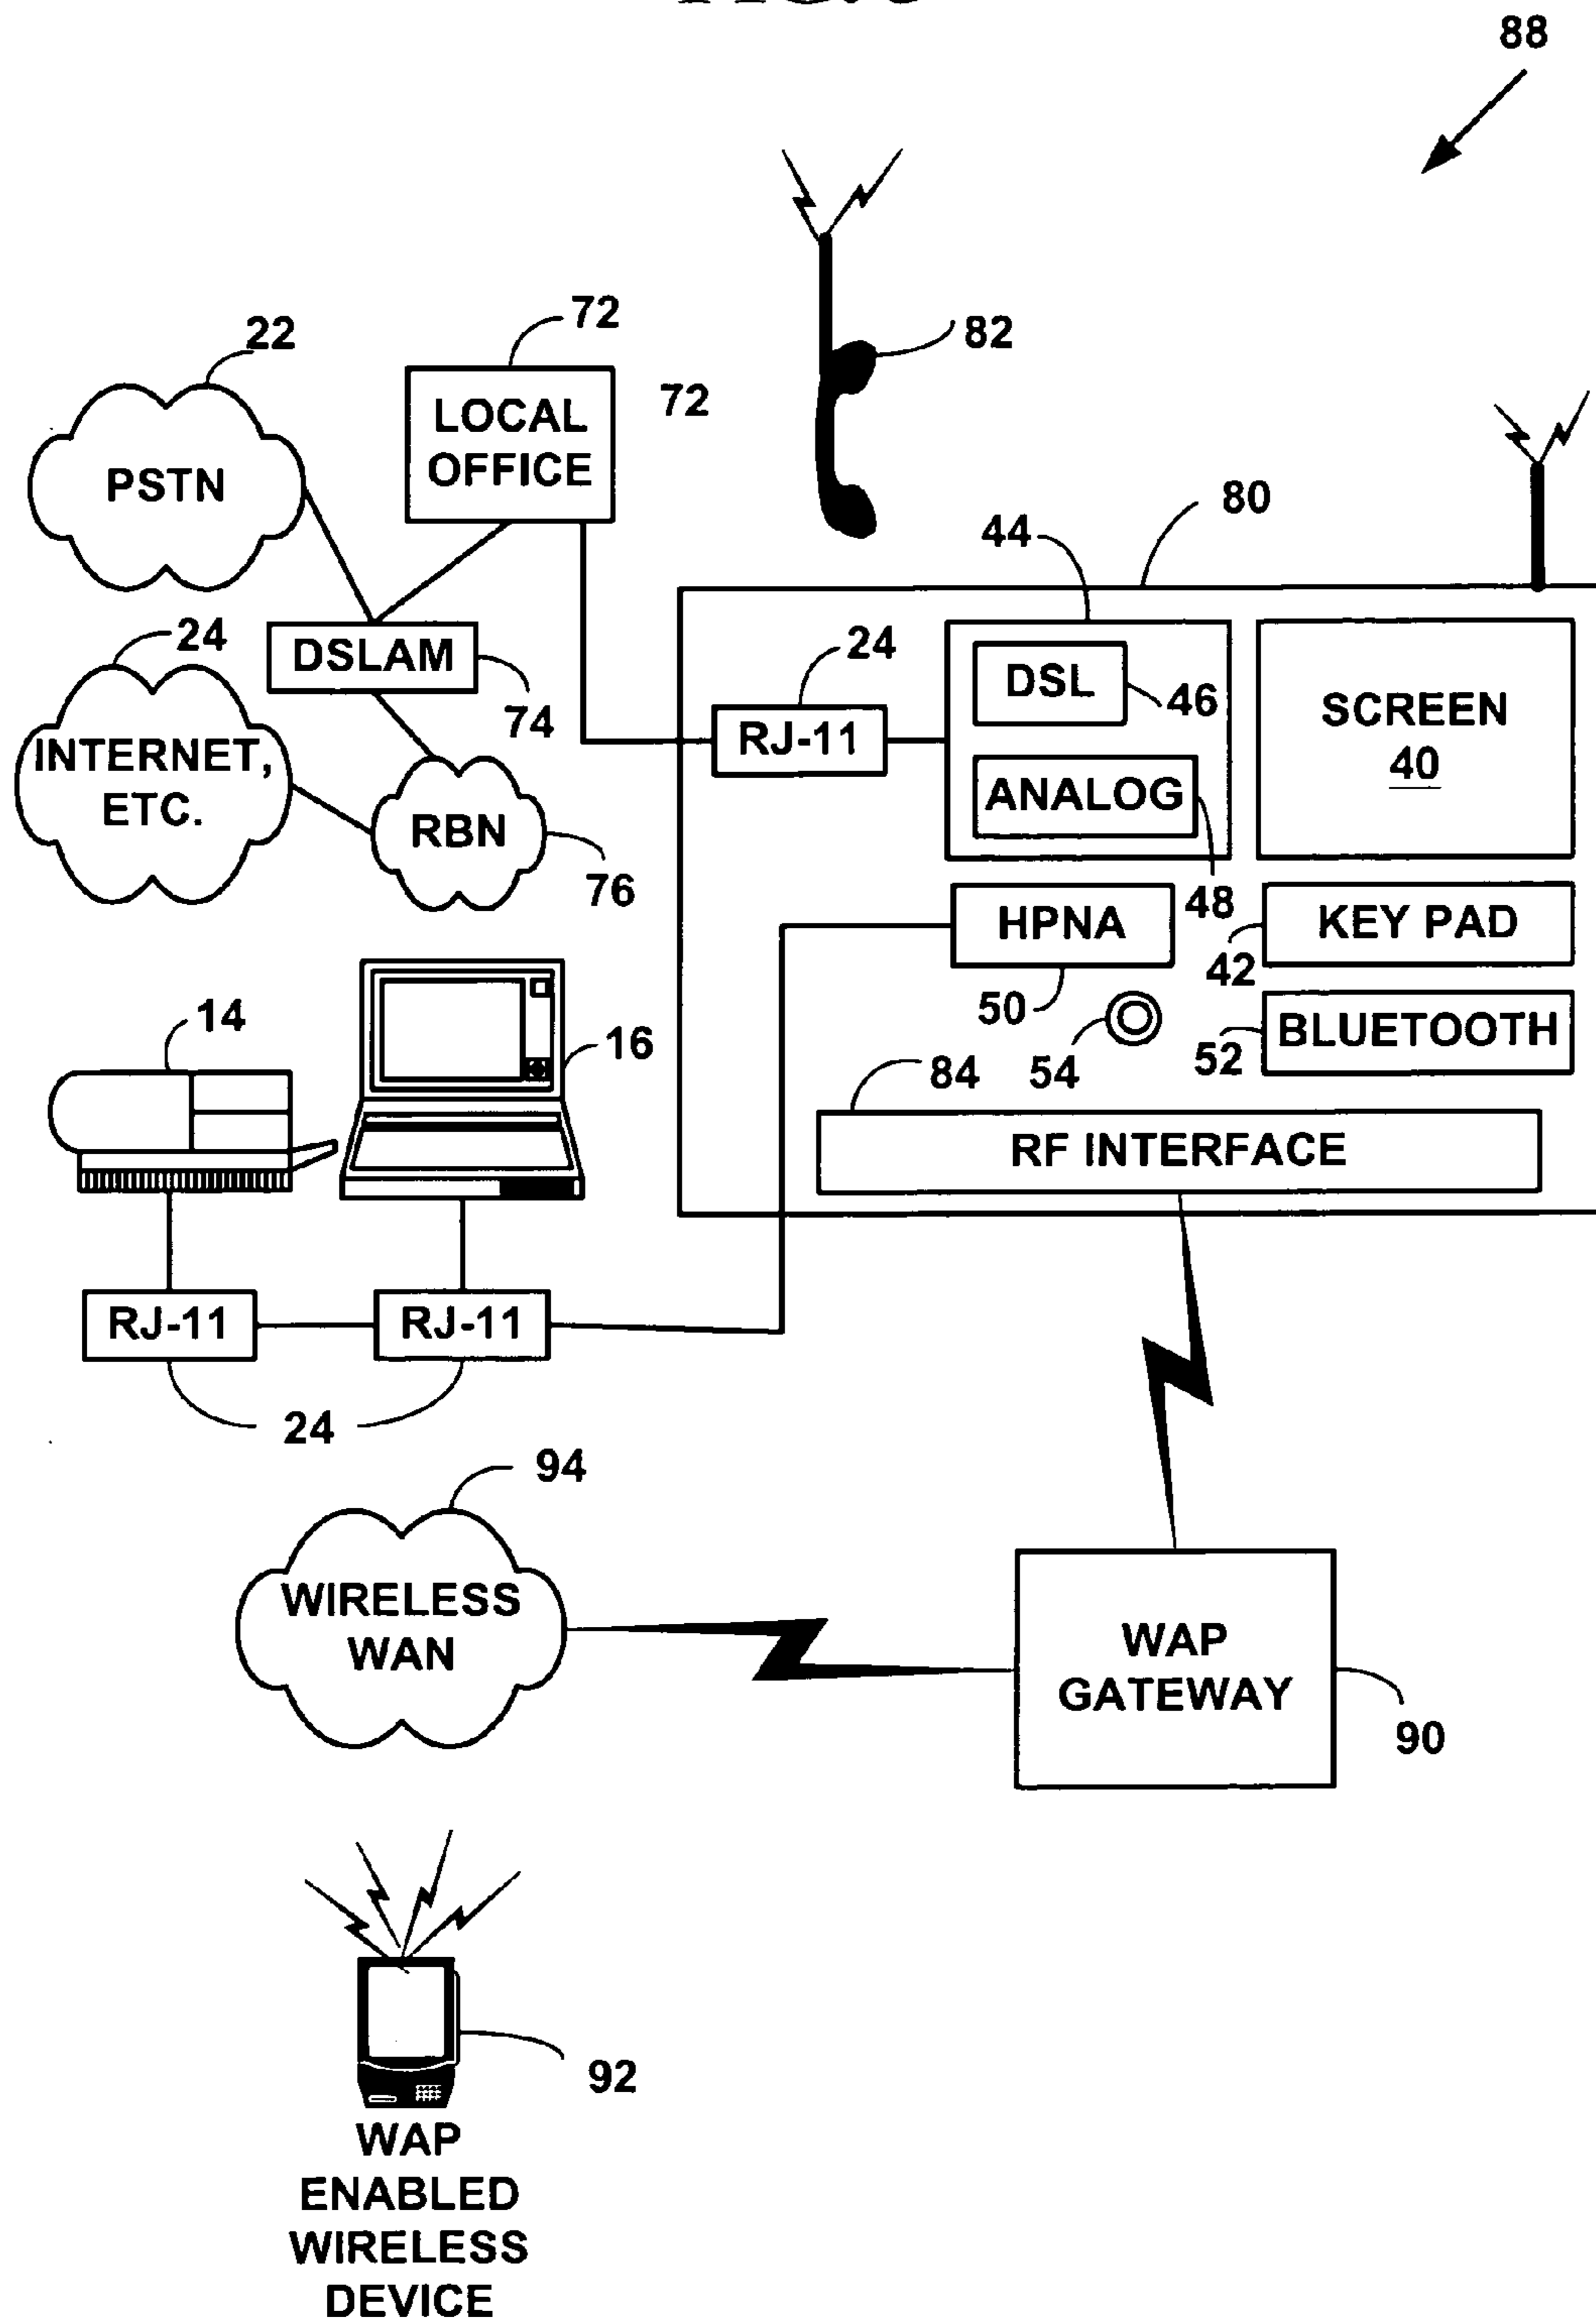 88
22
72
82
LOCAL
OFFICE
72
PSTN
80
44
24
DSLAM
74
24
DSL
46
SCREEN
40
RJ-11
INTERNET,
ETC.
ANALOG
RBN
76
48
HPNA
KEY PAD
42
50
14
16
54
52
BLUETOOTH
84
RF INTERFACE
RJ-11
RJ-11
24
94
WIRELESS
WAN
WAP
GATEWAY
90
92
WAP
ENABLED
WIRELESS
DEVICE